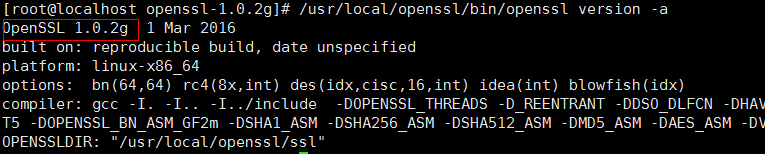 [root@localhost openssl-1.0.2g]# /usr/local/openssl/bin/openssl version -a
OpenSSL 1.0.2g  1 Mar 2016
built on: reproducible build, date unspecified
platform: linux-x86_64
options:  bn(64,64) rc4(8x,int) des(idx,cisc,16,int) idea(int) blowfish(idx)
compiler: gcc -I. -I.. -I../include  -DOPENSSL_THREADS -D_REENTRANT -DDSO_DLFCN -DHAV
T5 -DOPENSSL_BN_ASM_GF2m -DSHA1_ASM -DSHA256_ASM -DSHA512_ASM -DMD5_ASM -DAES_ASM -DV
OPENSSLDIR: "/usr/local/openssl/ssl"